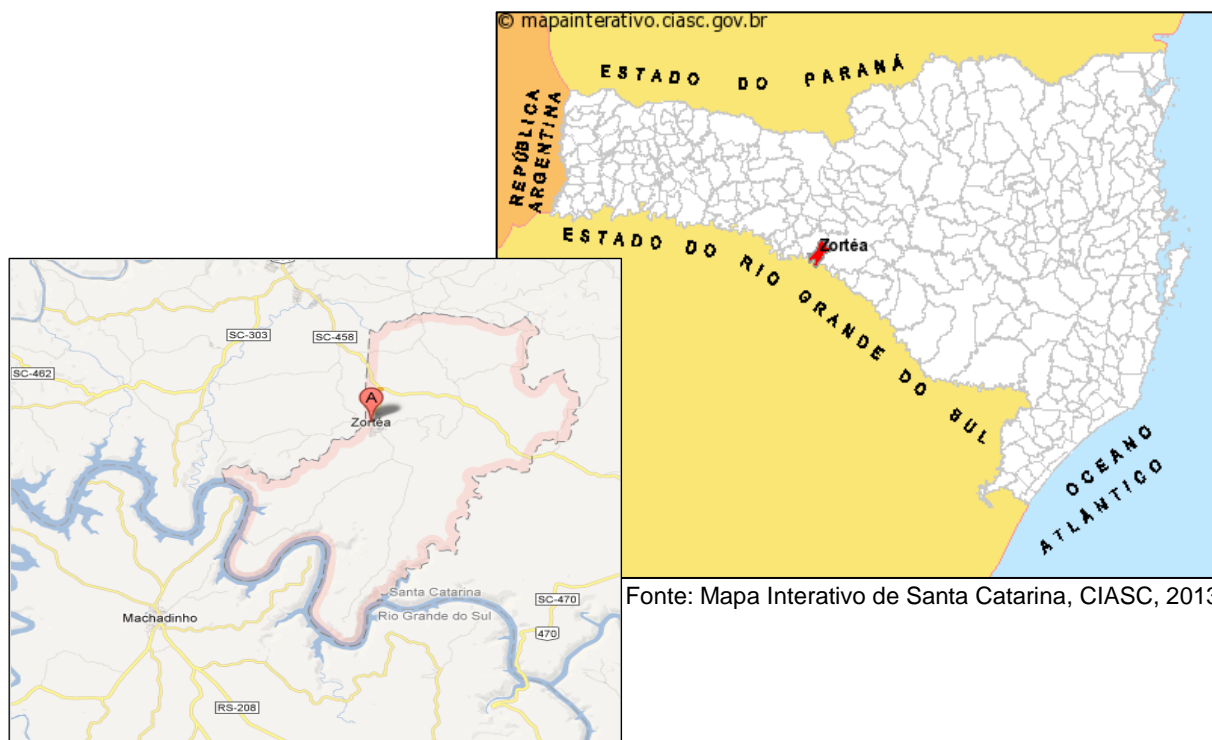 © mapainterativo.ciasc.gov.br
ESTADO DO PARANÁ
REPÚBLICA
ARGENTINA
Zortéa
ESTADO DO RIO GRANDE DO SUL
OCEANO
ATLÂNTICO
SC-303
SC-458
SC-462
A
Zortéa
Santa Catarina
Rio Grande do Sul
SC-470
470
Machadinho
RS-208
Fonte: Mapa Interativo de Santa Catarina, CIASC, 2013